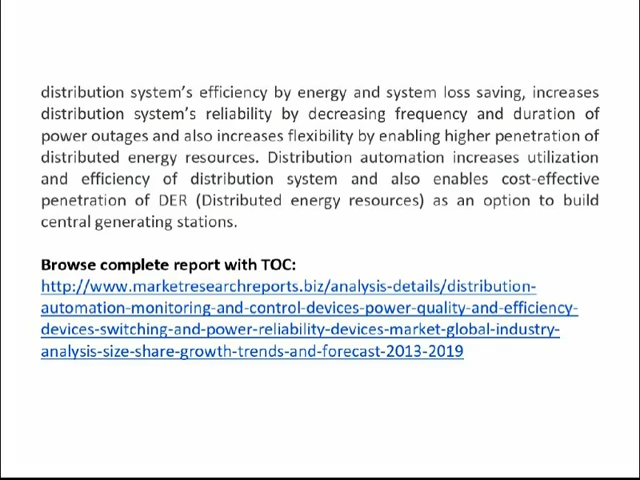 distribution system's efficiency by energy and system loss saving, increases
distribution system's reliability by decreasing frequency and duration of
power outages and also increases flexibility by enabling higher penetration of
distributed energy resources. Distribution automation increases utilization
and efficiency of distribution system and also enables cost-effective
penetration of DER (Distributed energy resources) as an option to build
central generating stations.
Browse complete report with TOC:
http://www.marketresearchreports.biz/analysis-details/distribution-
automation-monitoring-and-control-devices-power-quality-and-efficiency-
devices-switching-and-power-reliability-devices-market-global-industry-
analysis-size-share-growth-trends-and-forecast-2013-2019